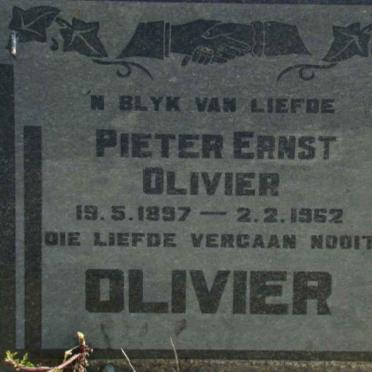 'N BLYK VAN LIEFDE
PIETER ERNST
OLIVIER
19.5.1897 — 2.2.1962
DIE LIEFDE VERGAAN NOOIT
OLIVIER